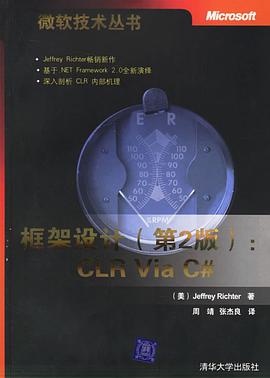 微软技术丛书
Microsoft
• Jeffrey Richter畅销新作
• 基于.NET Framework 2.0全新演绎
• 深入剖析 CLR 内部机理
E R
RPM
框架设计（第2版）：
CLR Via C#
（美）Jeffrey Richter 著
周 靖 张杰良 译
清华大学出版社